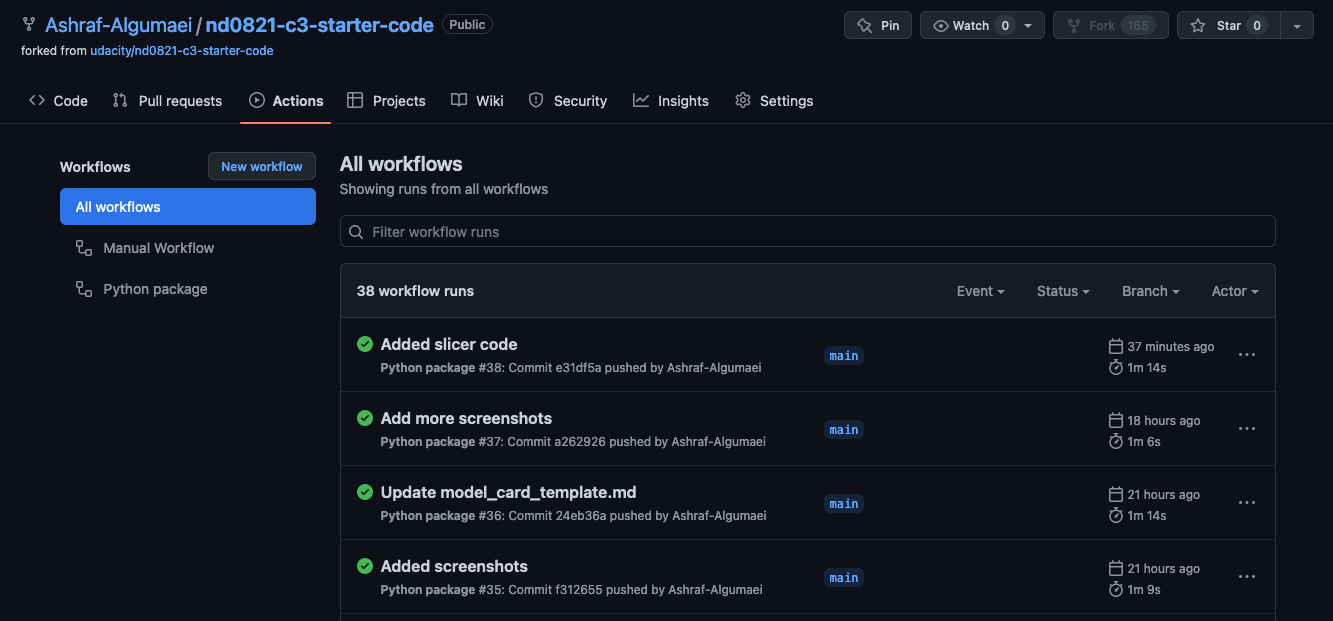 Ashraf-Algumaei / nd0821-c3-starter-code Public Pin Watch 0 Fork 165 Star 0
forked from udacity/nd0821-c3-starter-code
Code Pull requests Actions Projects Wiki Security Insights Settings
Workflows New workflow
All workflows
Manual Workflow
Python package
All workflows
Showing runs from all workflows
Filter workflow runs
38 workflow runs Event Status Branch Actor
Added slicer code
Python package #38: Commit e31df5a pushed by Ashraf-Algumaei
main
37 minutes ago
1m 14s
Add more screenshots
Python package #37: Commit a262926 pushed by Ashraf-Algumaei
main
18 hours ago
1m 6s
Update model_card_template.md
Python package #36: Commit 24eb36a pushed by Ashraf-Algumaei
main
21 hours ago
1m 14s
Added screenshots
Python package #35: Commit f312655 pushed by Ashraf-Algumaei
main
21 hours ago
1m 9s